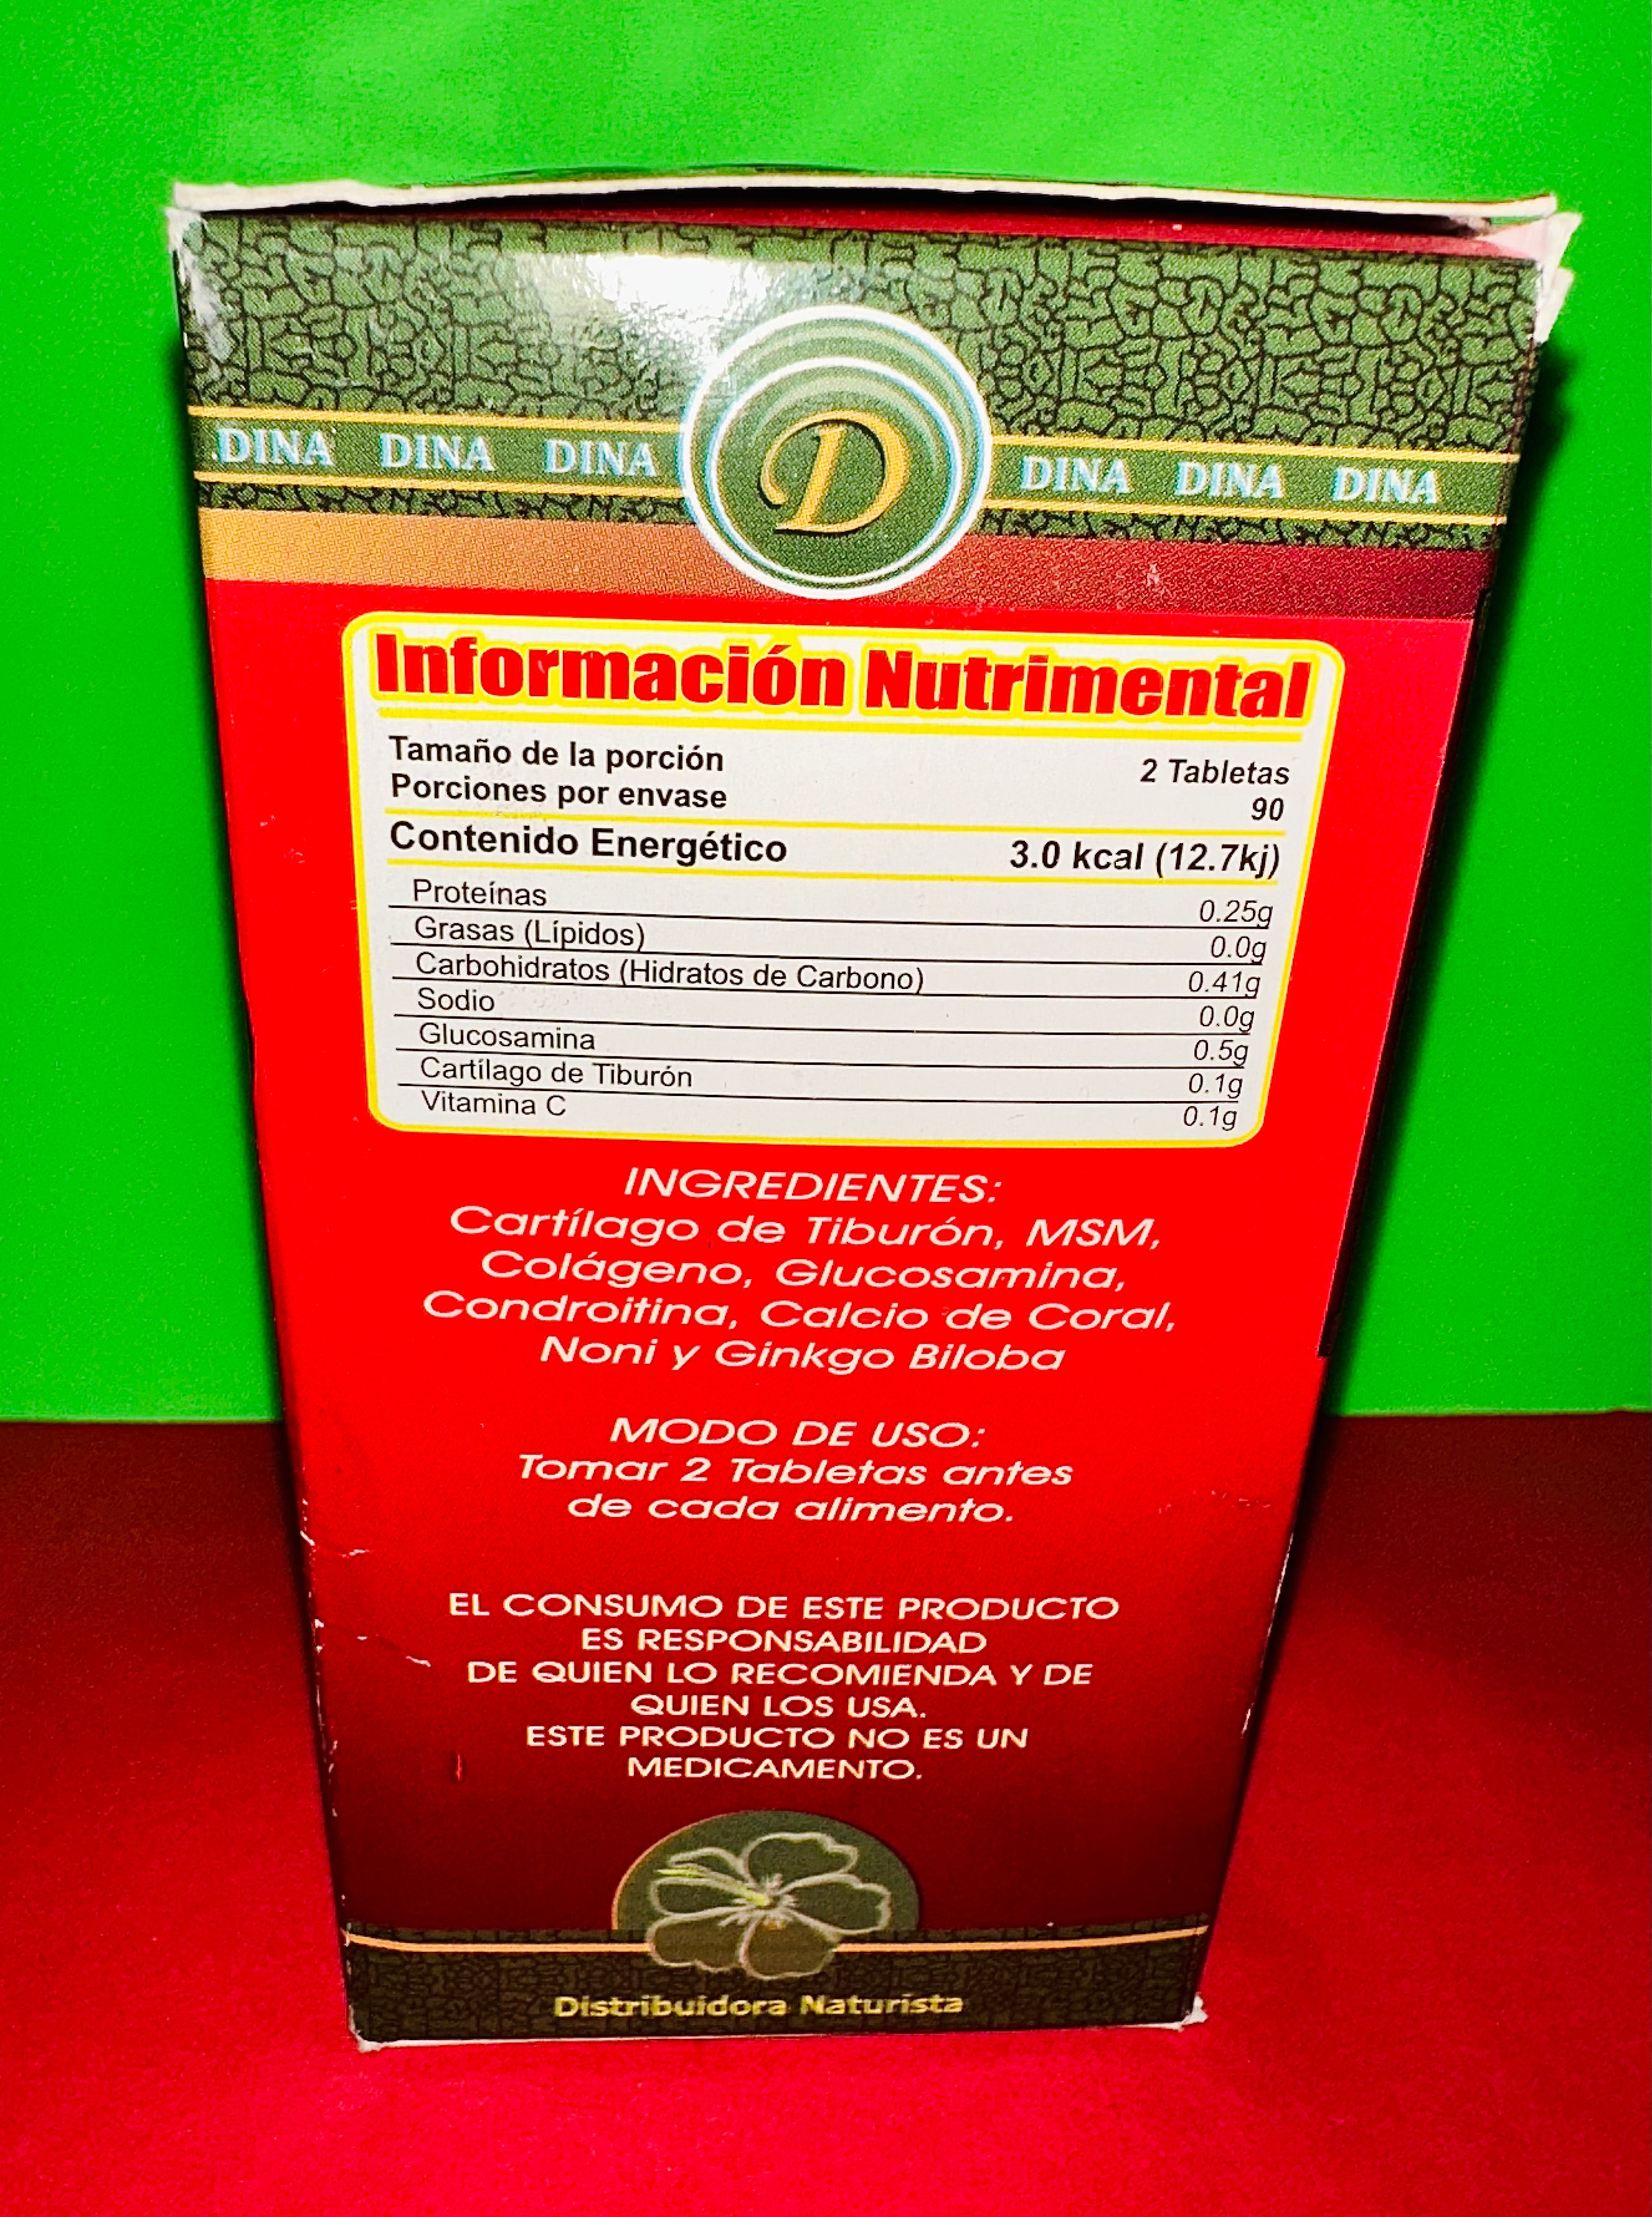 D
DINA DINA DINA DINA DINA DINA
Información Nutrimental
Tamaño de la porción 2 Tabletas
Porciones por envase 90
Contenido Energético 3.0 kcal (12.7kj)
Proteínas 0.25g
Grasas (Lípidos) 0.0g
Carbohidratos (Hidratos de Carbono) 0.41g
Sodio 0.0g
Glucosamina 0.5g
Cartílago de Tiburón 0.1g
Vitamina C 0.1g
INGREDIENTES:
Cartílago de Tiburón, MSM,
Colágeno, Glucosamina,
Condroitina, Calcio de Coral,
Noni y Ginkgo Biloba
MODO DE USO:
Tomar 2 Tabletas antes
de cada alimento.
EL CONSUMO DE ESTE PRODUCTO
ES RESPONSABILIDAD
DE QUIEN LO RECOMIENDA Y DE
QUIEN LOS USA.
ESTE PRODUCTO NO ES UN
MEDICAMENTO.
Distribuidora Naturista